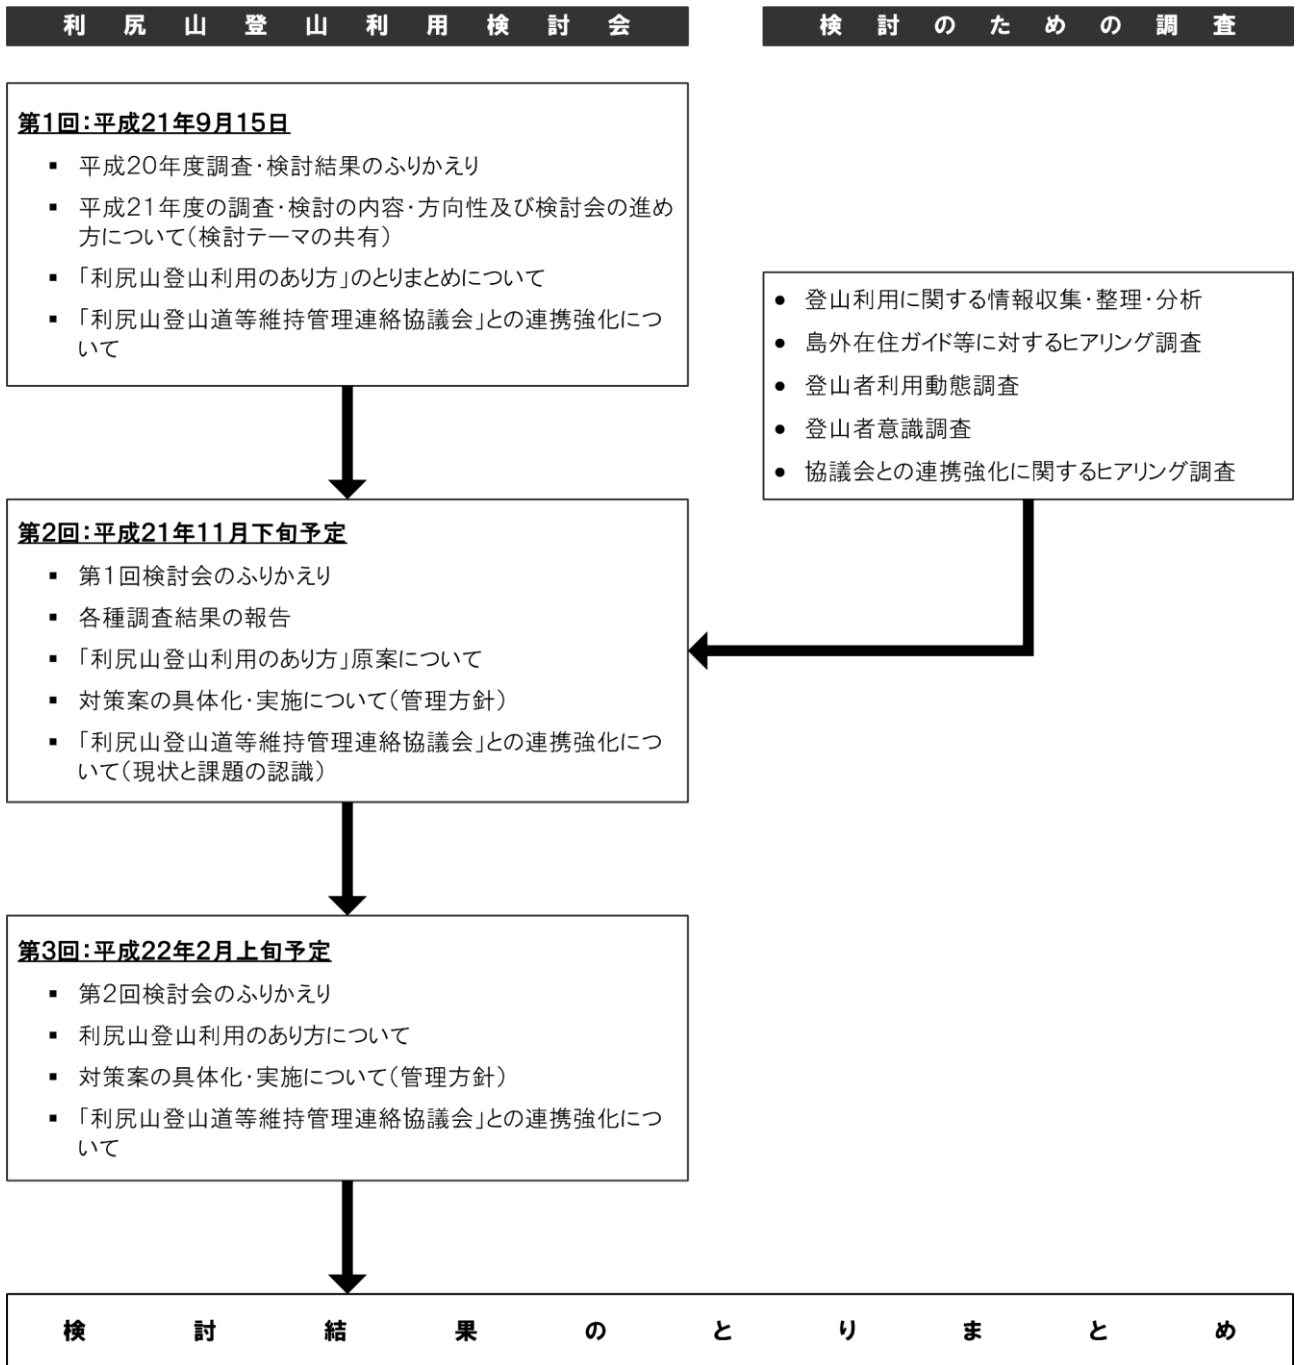 利尻山登山利用検討会
検討のための調査
第1回：平成21年9月15日
▪ 平成20年度調査・検討結果のふりかえり
▪ 平成21年度の調査・検討の内容・方向性及び検討会の進め
方について（検討テーマの共有）
▪ 「利尻山登山利用のあり方」のとりまとめについて
▪ 「利尻山登山道等維持管理連絡協議会」との連携強化につ
いて
● 登山利用に関する情報収集・整理・分析
● 島外在住ガイド等に対するヒアリング調査
● 登山者利用動態調査
● 登山者意識調査
● 協議会との連携強化に関するヒアリング調査
第2回：平成21年11月下旬予定
▪ 第1回検討会のふりかえり
▪ 各種調査結果の報告
▪ 「利尻山登山利用のあり方」原案について
▪ 対策案の具体化・実施について（管理方針）
▪ 「利尻山登山道等維持管理連絡協議会」との連携強化につ
いて（現状と課題の認識）
第3回：平成22年2月上旬予定
▪ 第2回検討会のふりかえり
▪ 利尻山登山利用のあり方について
▪ 対策案の具体化・実施について（管理方針）
▪ 「利尻山登山道等維持管理連絡協議会」との連携強化につ
いて
検討結果のとりまとめ